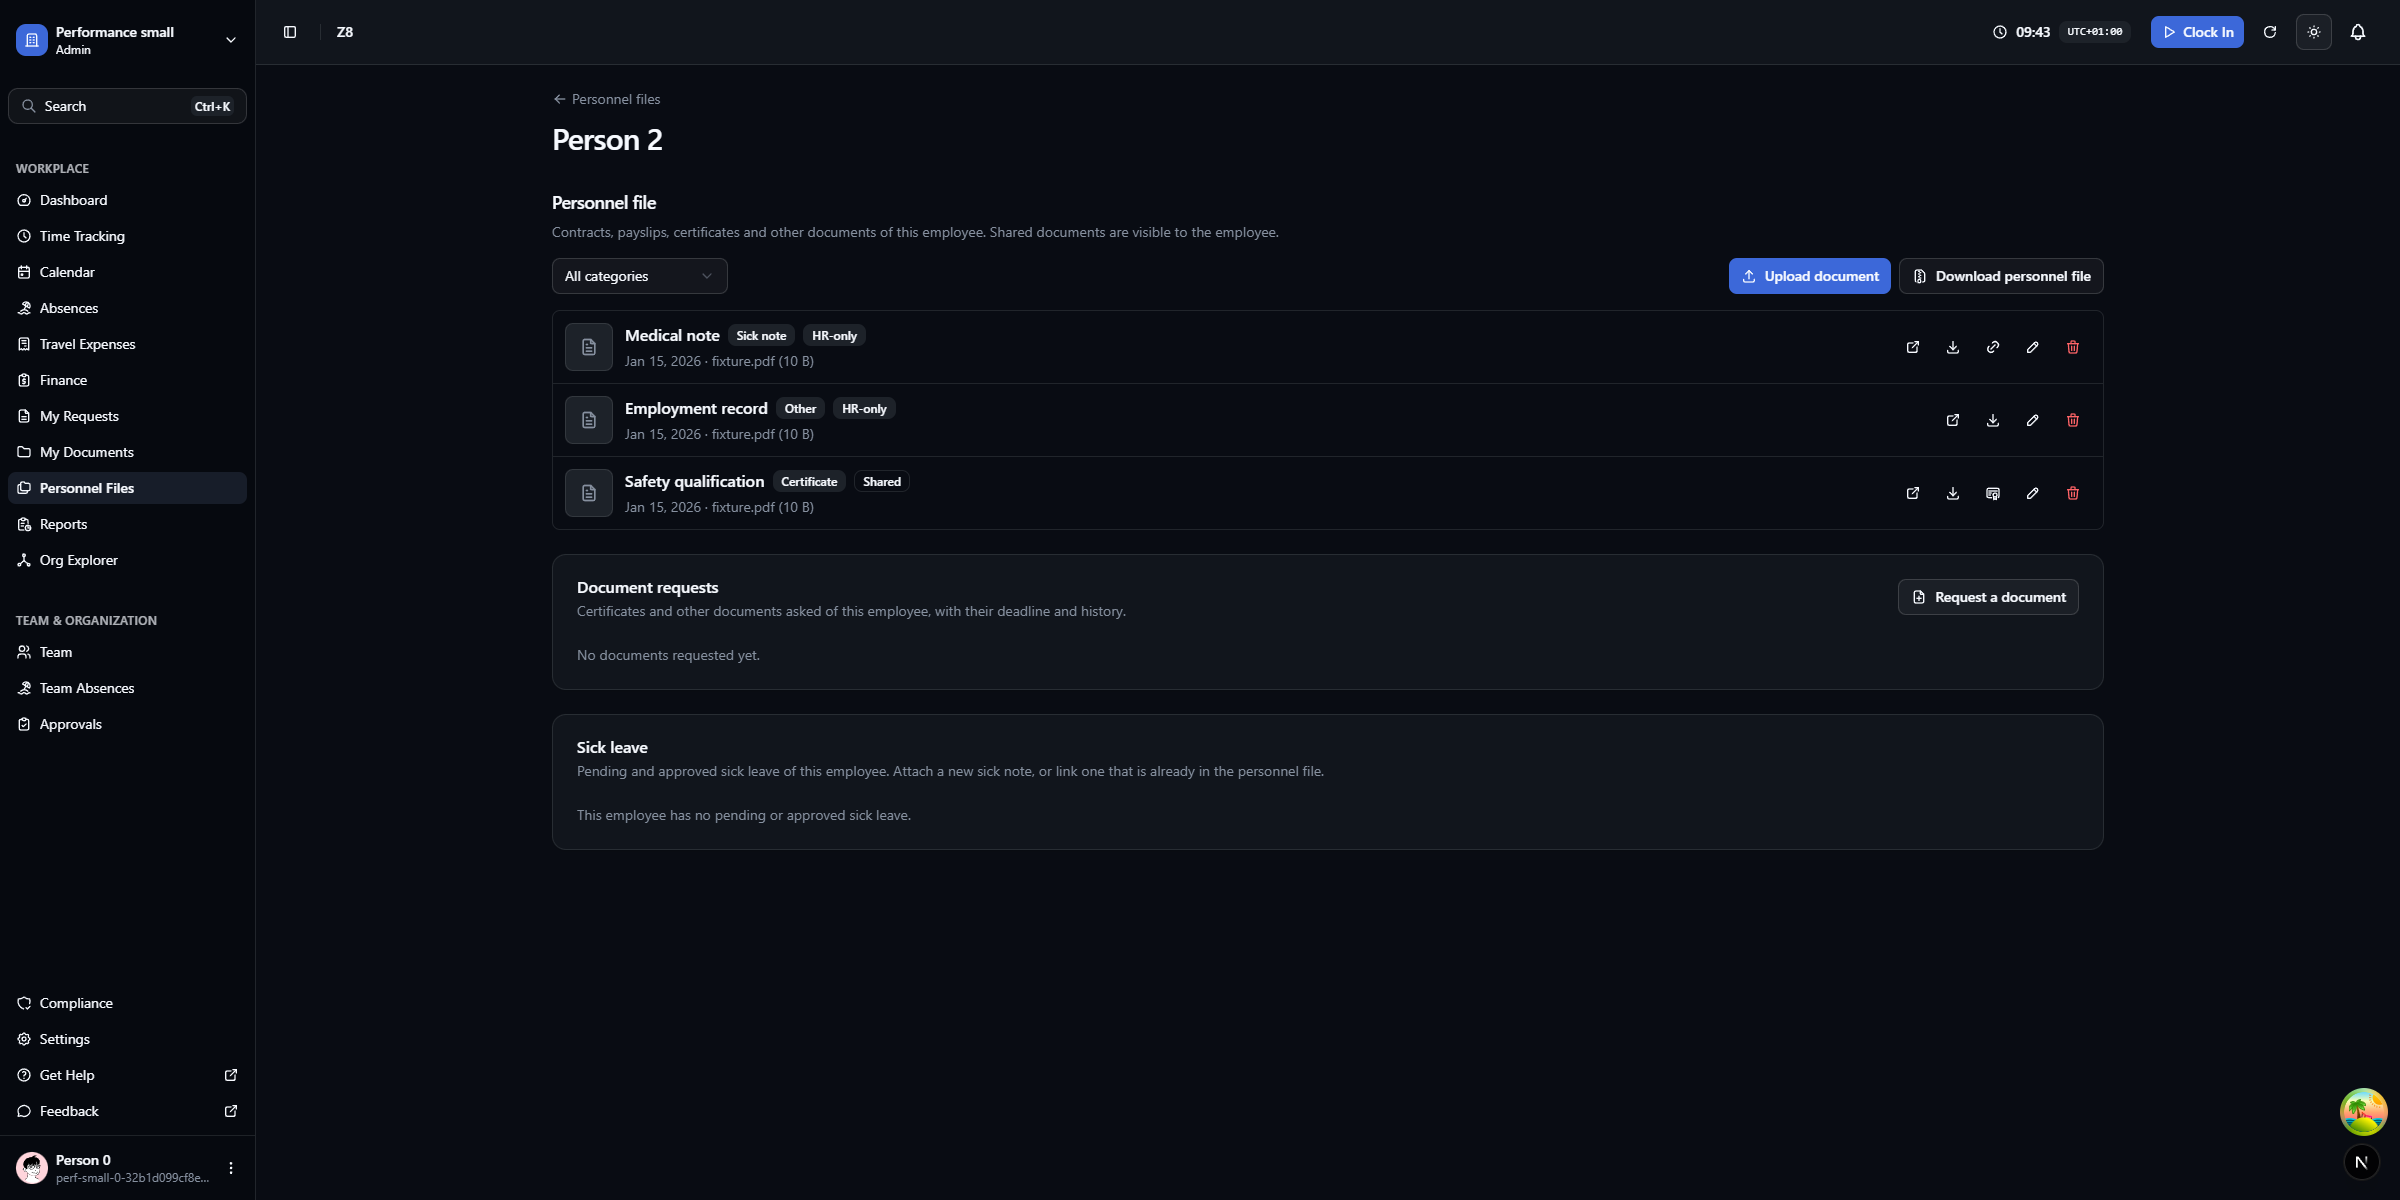 Performance small
Admin
Search
Ctrl+K
WORKPLACE
Dashboard
Time Tracking
Calendar
Absences
Travel Expenses
Finance
My Requests
My Documents
Personnel Files
Reports
Org Explorer
TEAM & ORGANIZATION
Team
Team Absences
Approvals
Compliance
Settings
Get Help
Feedback
Person 0
perf-small-0-32b1d099cf8e...
Z8
09:43
UTC+01:00
Clock In
Personnel files
Person 2
Personnel file
Contracts, payslips, certificates and other documents of this employee. Shared documents are visible to the employee.
All categories
Upload document
Download personnel file
Medical note Sick note HR-only
Jan 15, 2026 · fixture.pdf (10 B)
Employment record Other HR-only
Jan 15, 2026 · fixture.pdf (10 B)
Safety qualification Certificate Shared
Jan 15, 2026 · fixture.pdf (10 B)
Document requests
Certificates and other documents asked of this employee, with their deadline and history.
Request a document
No documents requested yet.
Sick leave
Pending and approved sick leave of this employee. Attach a new sick note, or link one that is already in the personnel file.
This employee has no pending or approved sick leave.
N